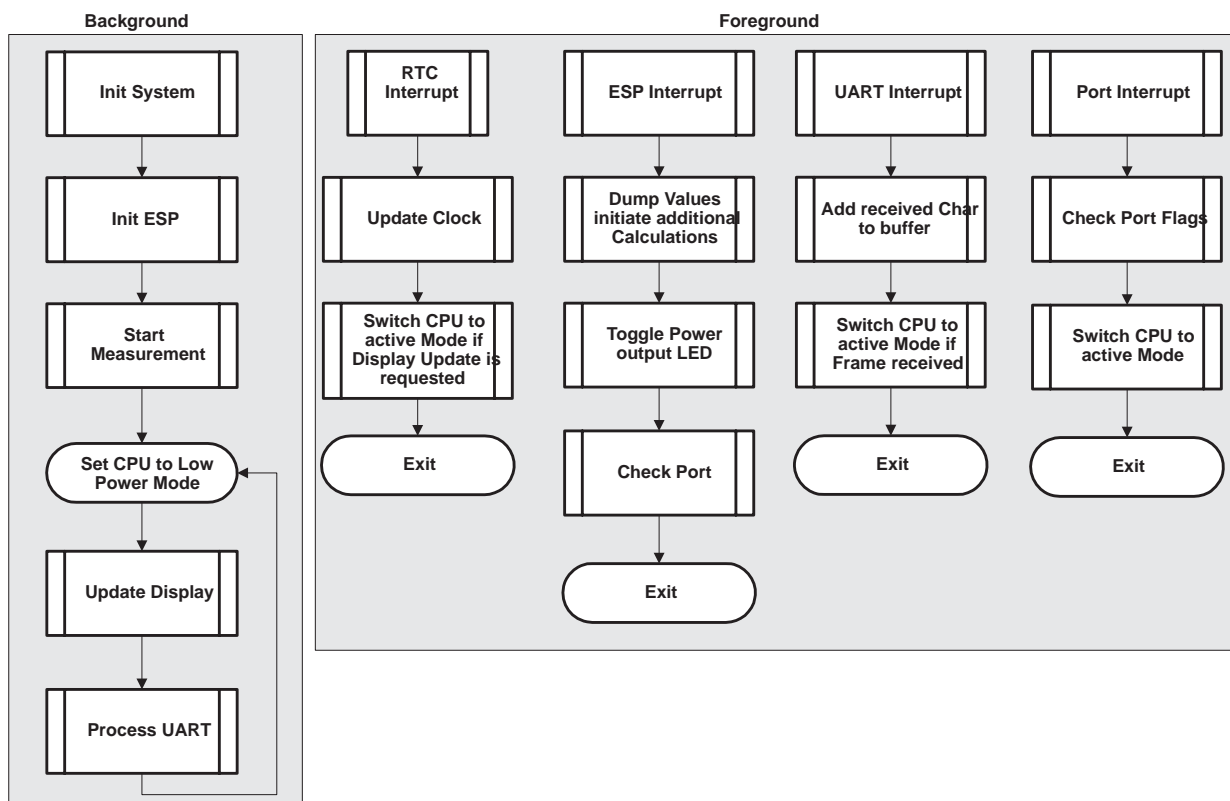 Background
Init System
Init ESP
Start
Measurement
Set CPU to Low
Power Mode
Update Display
Process UART
Foreground
RTC
Interrupt
Update Clock
Switch CPU to
active Mode if
Display Update is
requested
Exit
ESP Interrupt
Dump Values
initiate additional
Calculations
Toggle Power
output LED
Check Port
Exit
UART Interrupt
Add received Char
to buffer
Switch CPU to
active Mode if
Frame received
Exit
Port Interrupt
Check Port Flags
Switch CPU to
active Mode
Exit